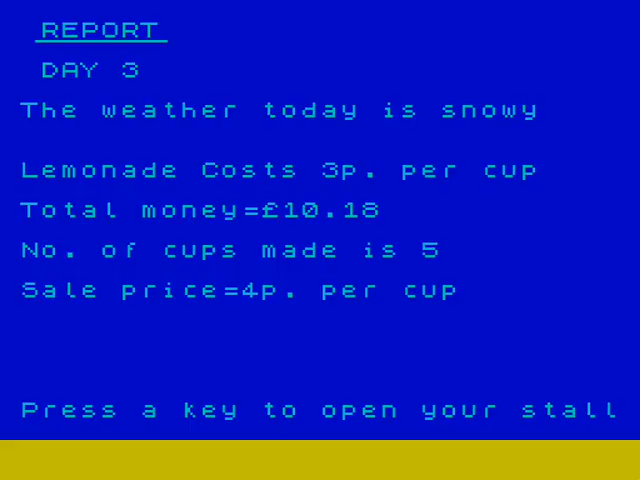 REPORT
DAY 3
The weather today is snowy
Lemonade Costs 3p. per cup
Total money=£10.18
No. of cups made is 5
Sale price=4p. per cup
Press a key to open your stall